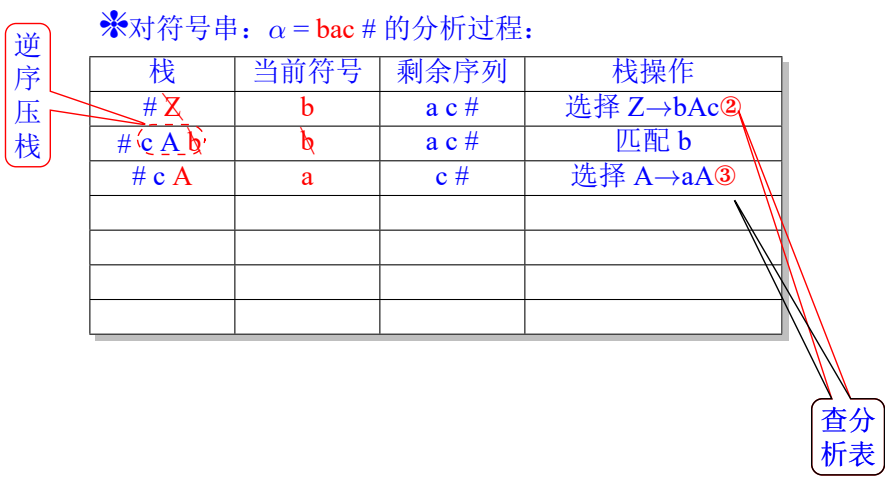 ❋对符号串：α = bac # 的分析过程：
逆序压栈
栈 当前符号 剩余序列 栈操作
# Z b a c # 选择 Z→bAc②
# c A b b a c # 匹配 b
# c A a c # 选择 A→aA③
查分
析表